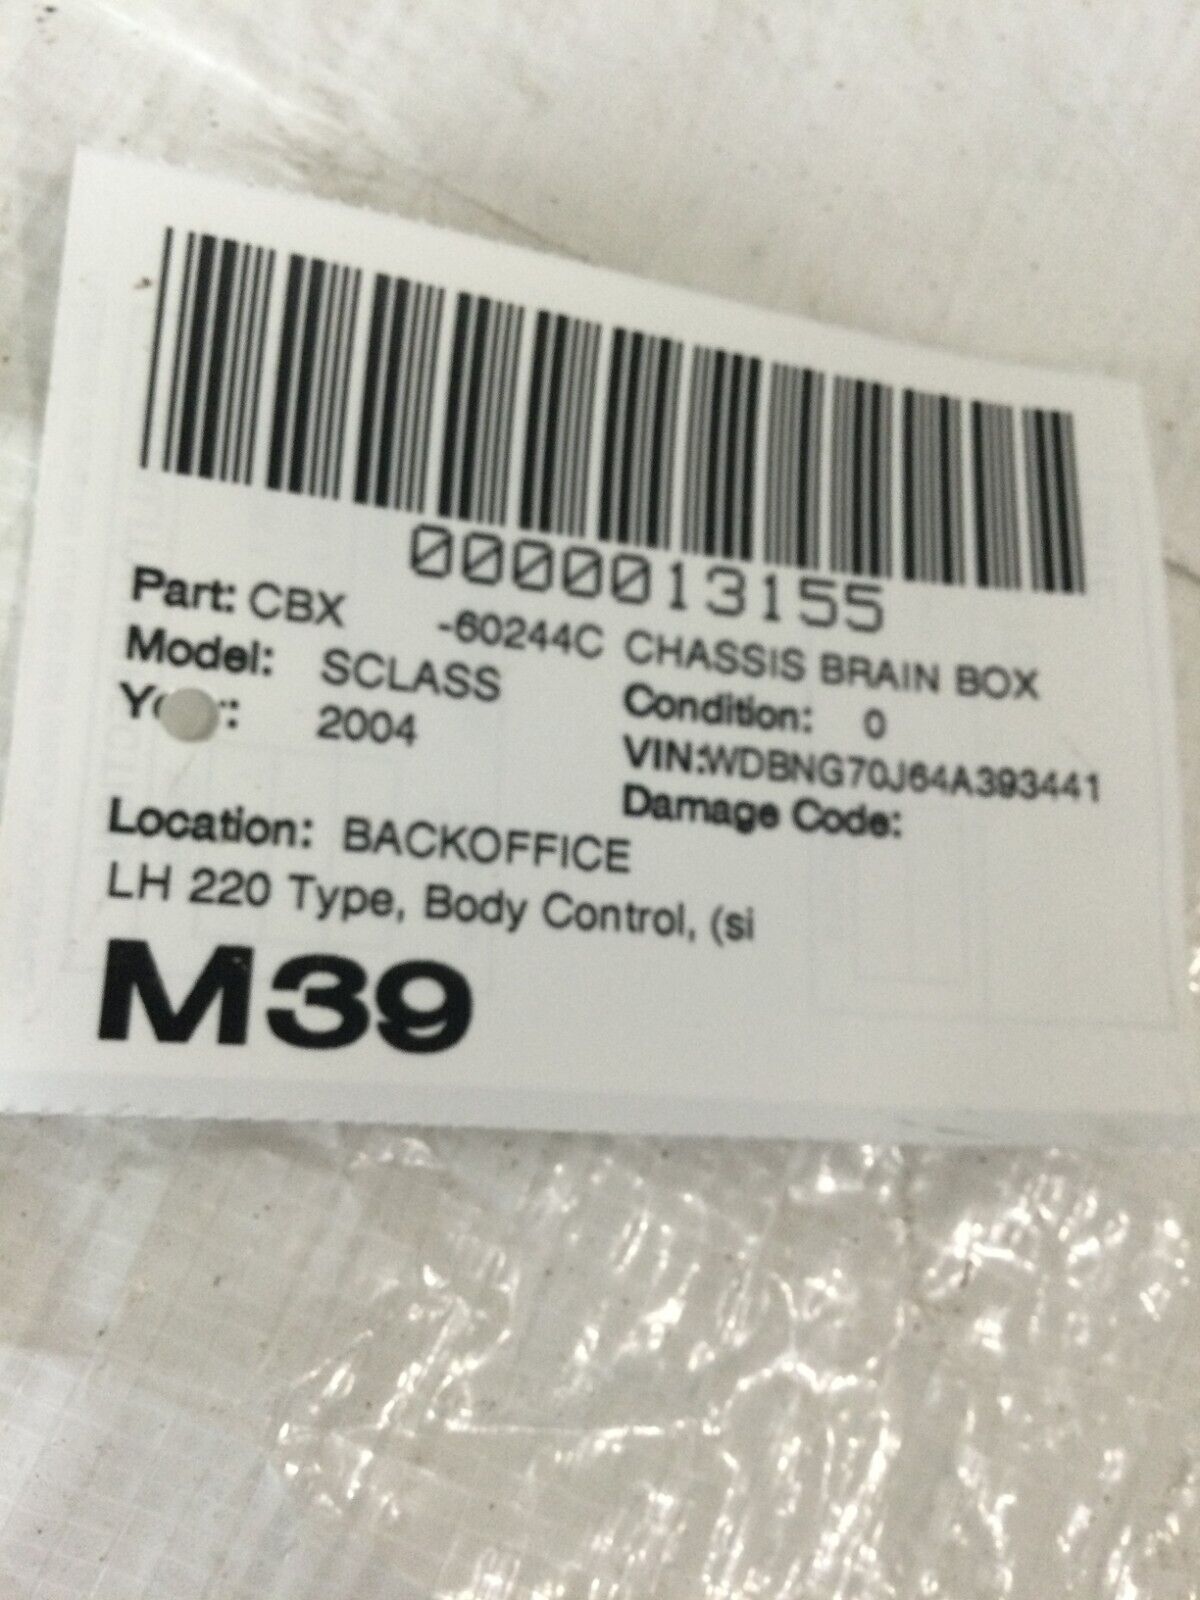 0000013155
Part: CBX -60244C CHASSIS BRAIN BOX
Model: SCLASS Condition: 0
2004 VIN:WDBNG70J64A393441
Damage Code:
Location: BACKOFFICE
LH 220 Type, Body Control, (si
M39